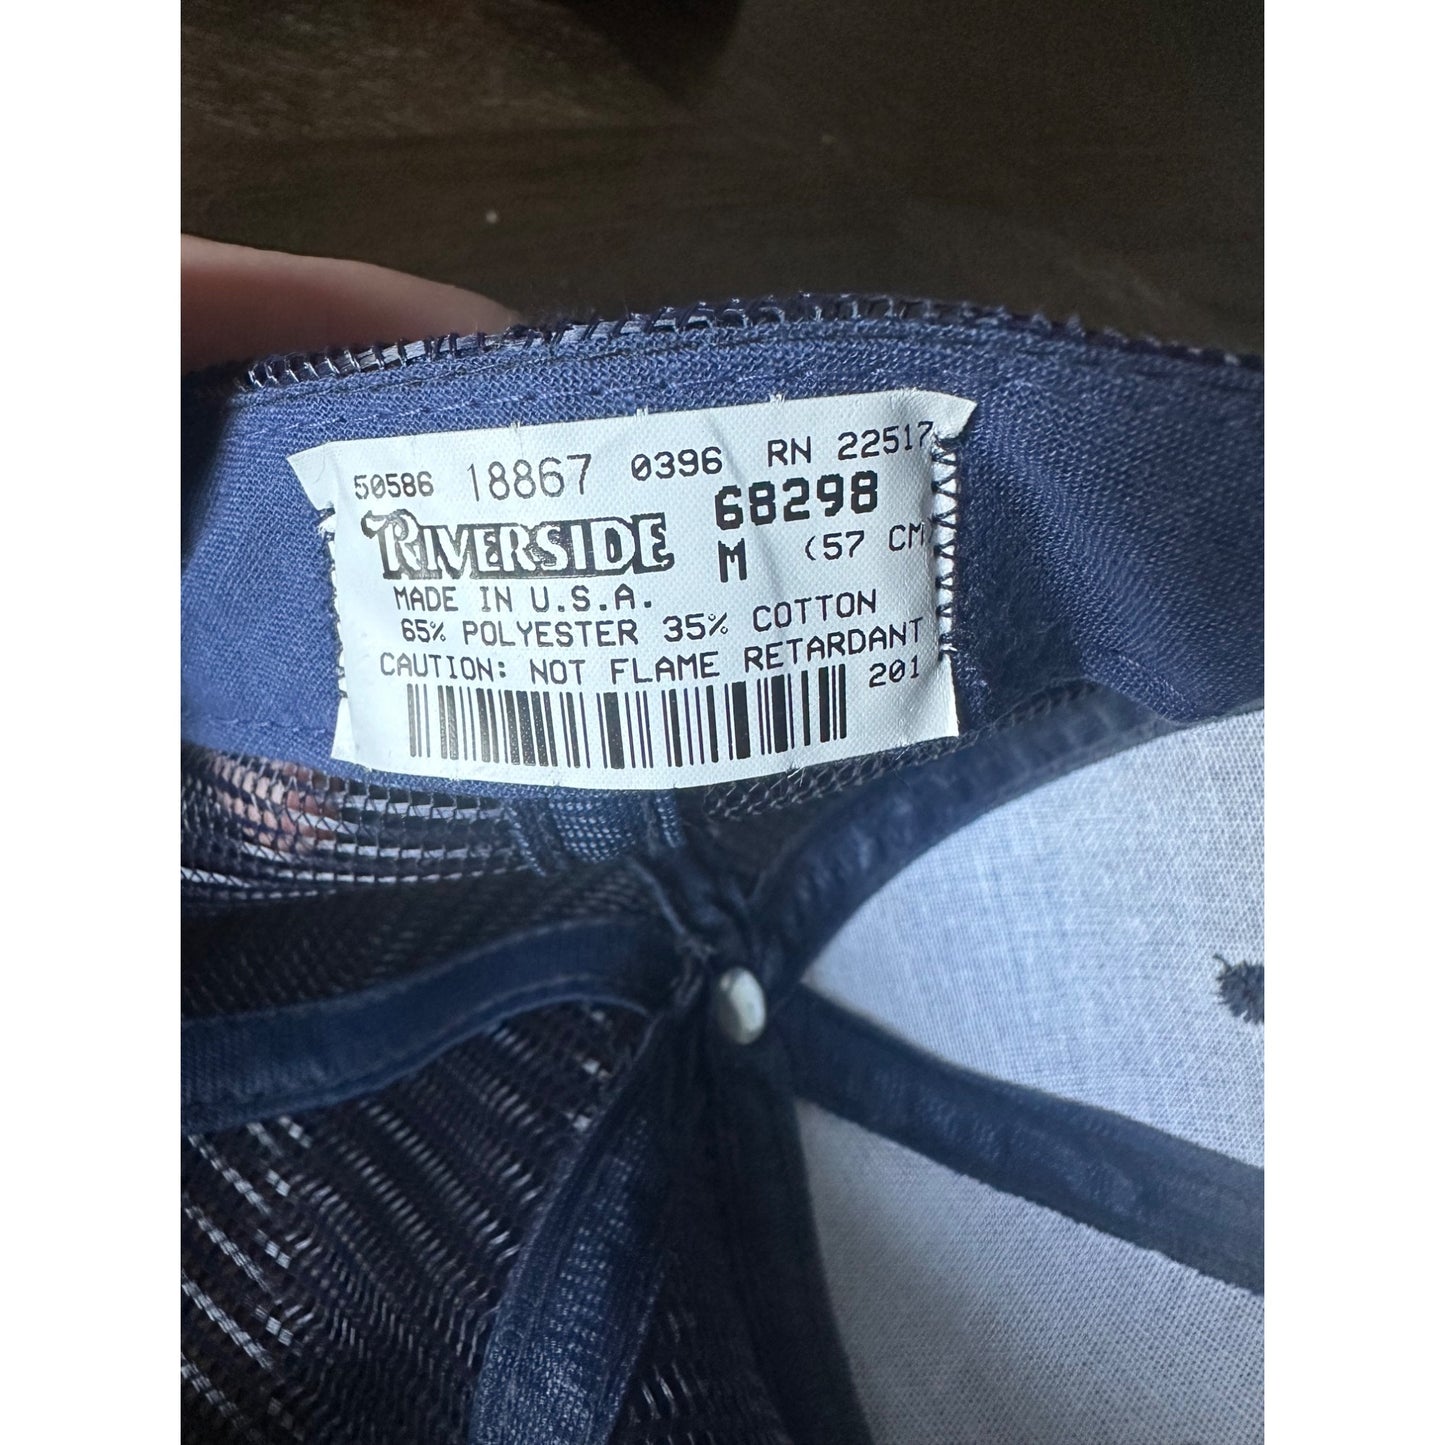 50586 18867 0396 RN 22517
RIVERSIDE 68298
M (57 CM)
MADE IN U.S.A.
65% POLYESTER 35% COTTON
CAUTION: NOT FLAME RETARDANT
201